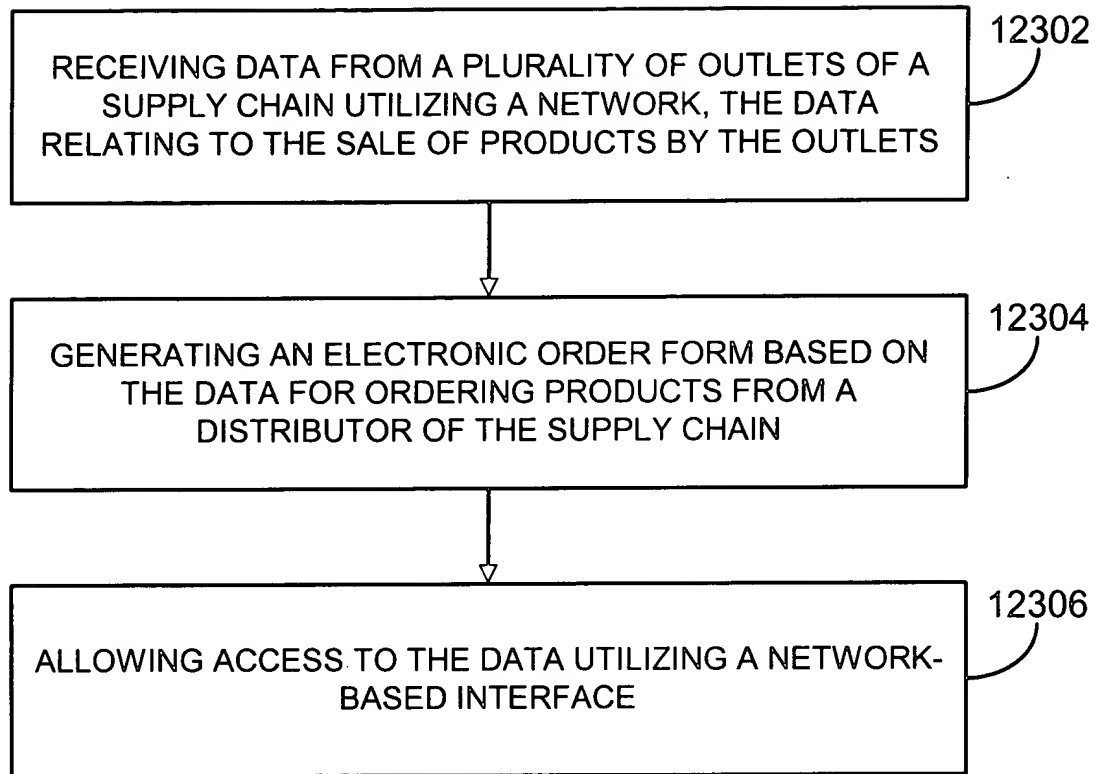 12302
RECEIVING DATA FROM A PLURALITY OF OUTLETS OF A
SUPPLY CHAIN UTILIZING A NETWORK, THE DATA
RELATING TO THE SALE OF PRODUCTS BY THE OUTLETS
12304
GENERATING AN ELECTRONIC ORDER FORM BASED ON
THE DATA FOR ORDERING PRODUCTS FROM A
DISTRIBUTOR OF THE SUPPLY CHAIN
12306
ALLOWING ACCESS TO THE DATA UTILIZING A NETWORK-
BASED INTERFACE